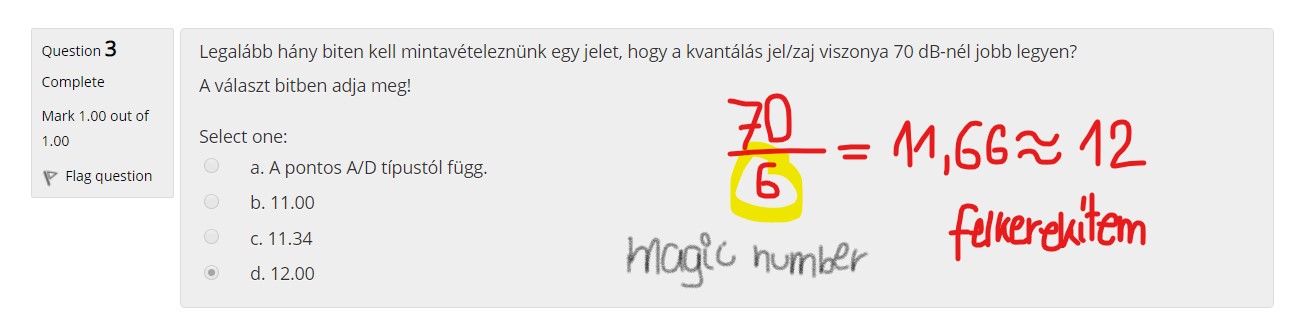 Question 3
Complete
Mark 1.00 out of
1.00
Flag question
Legalább hány biten kell mintavételeznünk egy jelet, hogy a kvantálás jel/zaj viszonya 70 dB-nél jobb legyen?
A választ bitben adja meg!
Select one:
a. A pontos A/D típustól függ.
b. 11.00
c. 11.34
d. 12.00
70
6
= 11,66 ≈ 12
felkerekítem
magic number